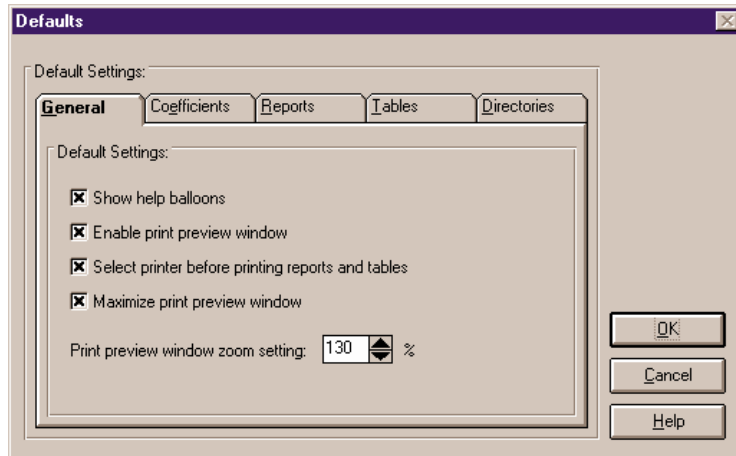 Defaults
Default Settings:
General
Coefficients
Reports
Tables
Directories
Default Settings:
Show help balloons
Enable print preview window
Select printer before printing reports and tables
Maximize print preview window
Print preview window zoom setting: 130 %
OK
Cancel
Help